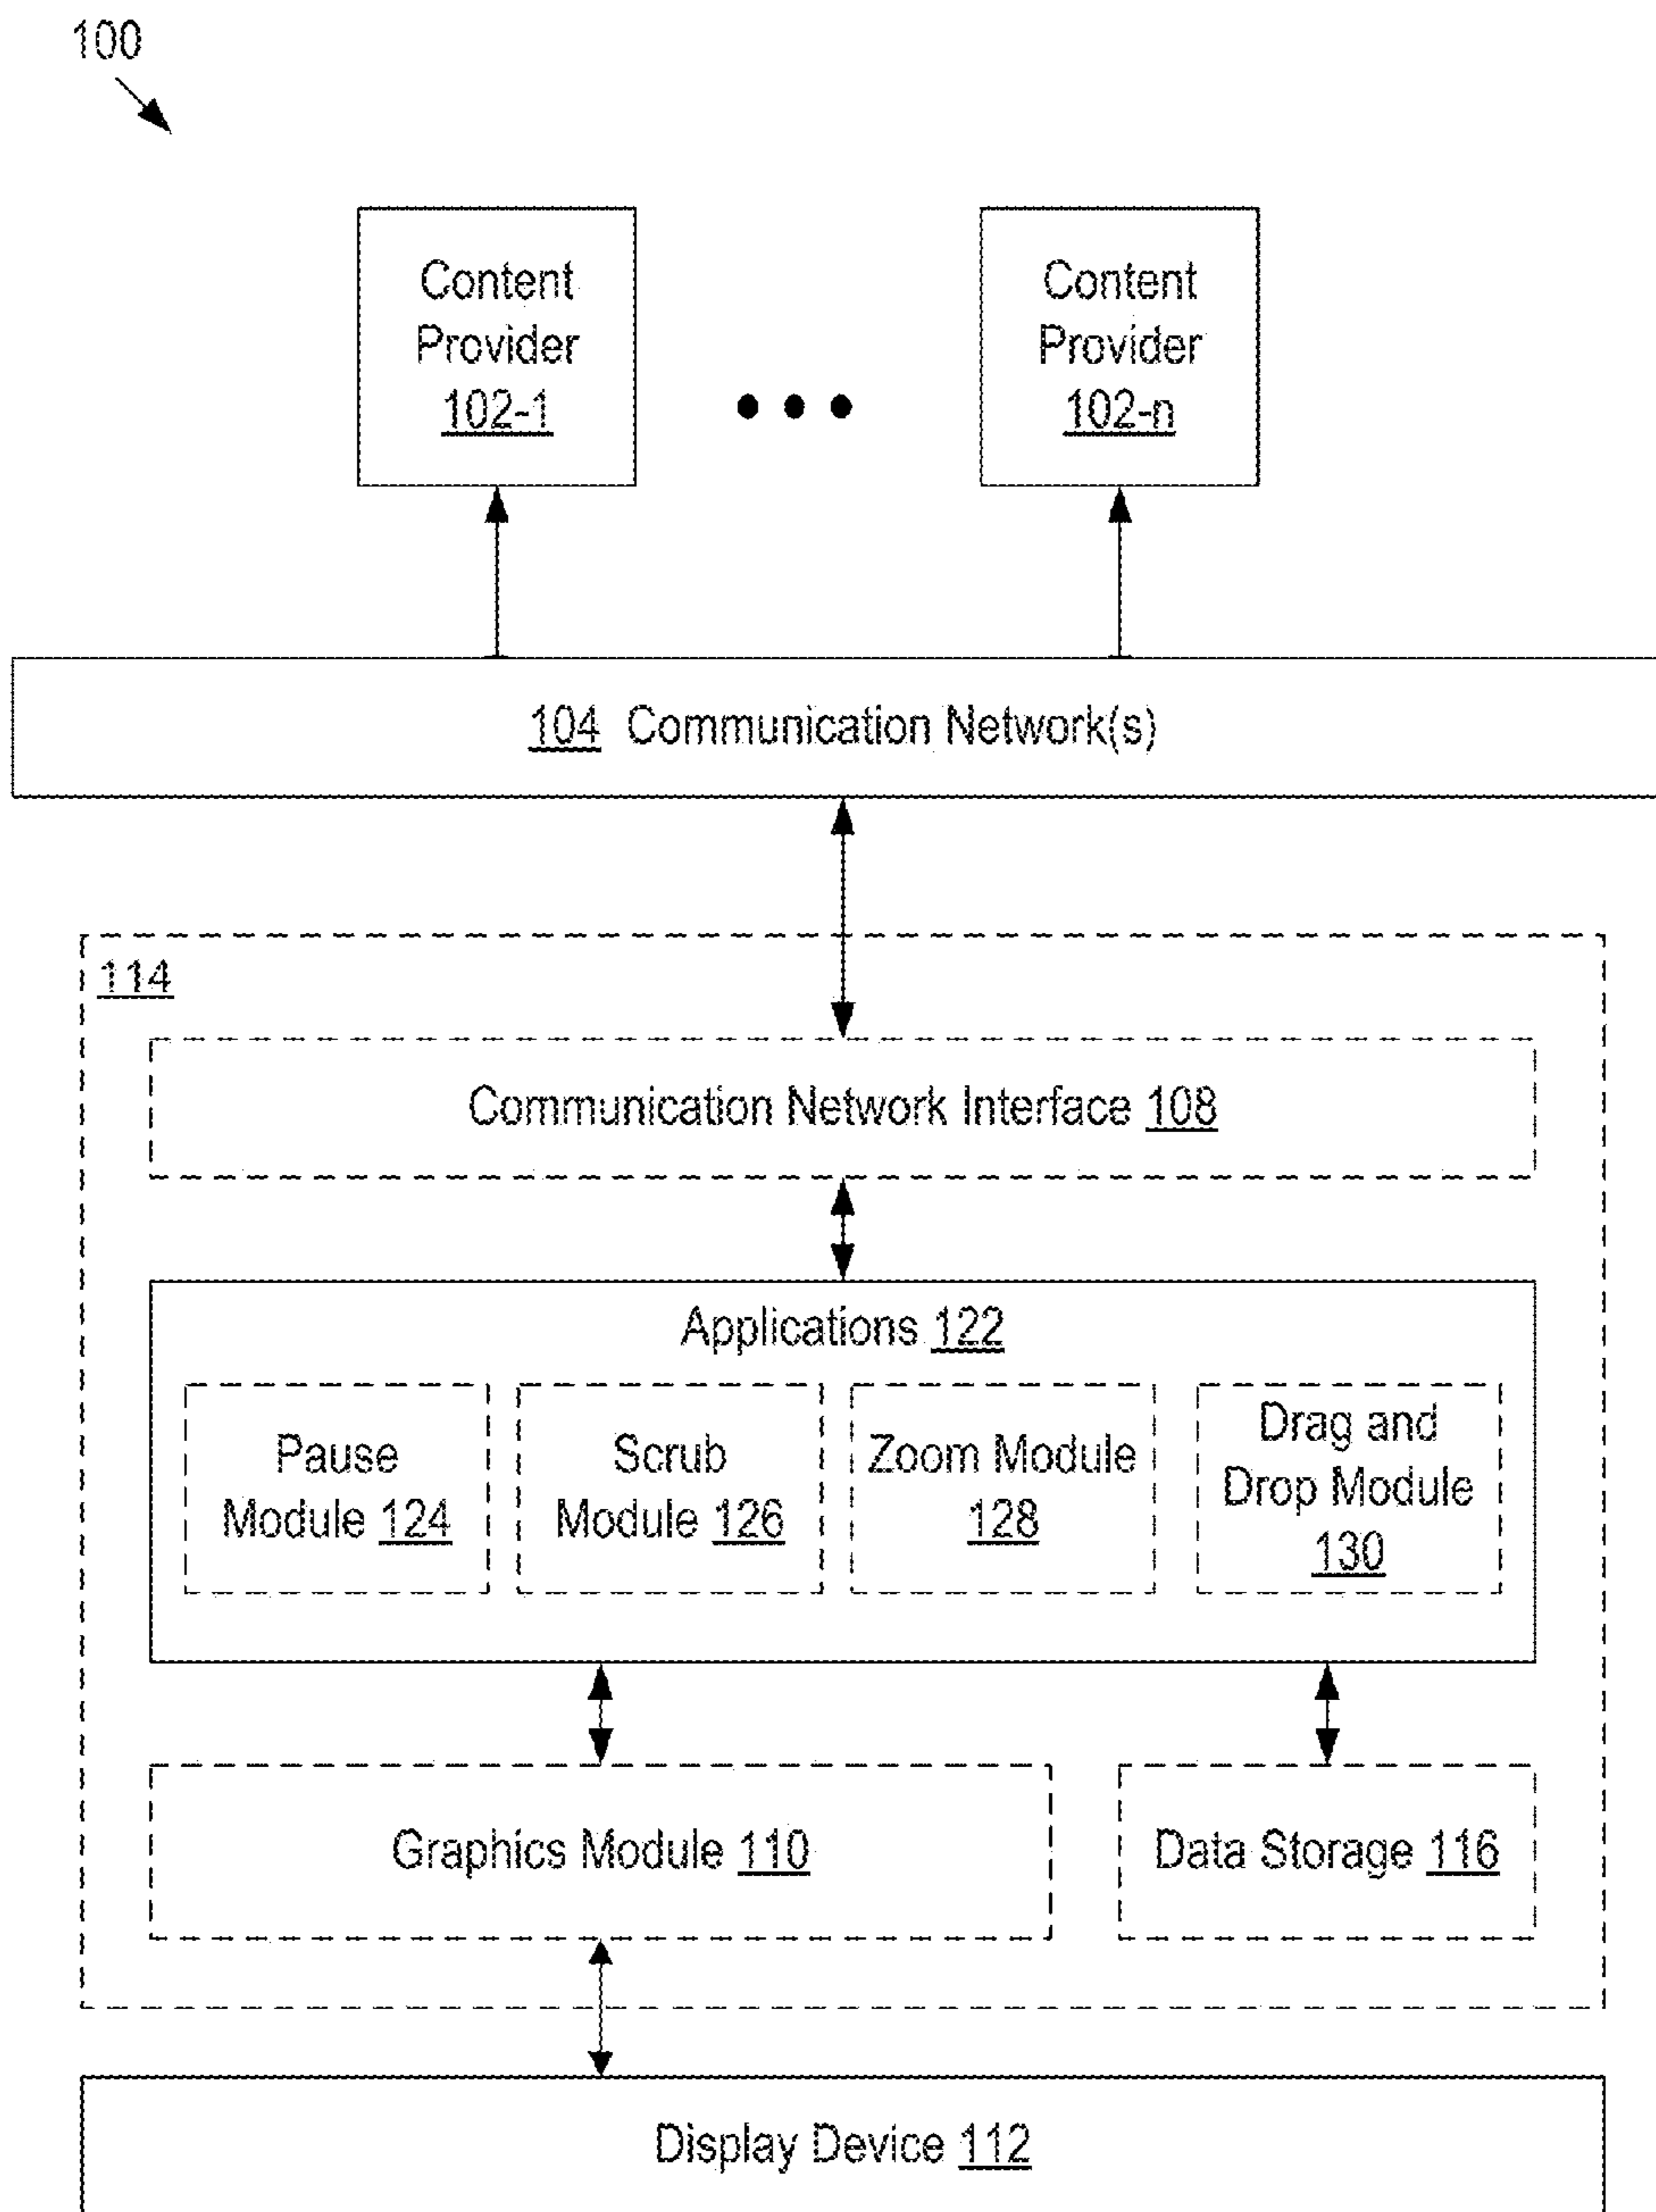 100
Content
Provider
102-1
Content
Provider
102-n
104 Communication Network(s)
114
Communication Network Interface 108
Applications 122
Pause
Module 124
Scrub
Module 126
Zoom Module
128
Drag and
Drop Module
130
Graphics Module 110
Data Storage 116
Display Device 112